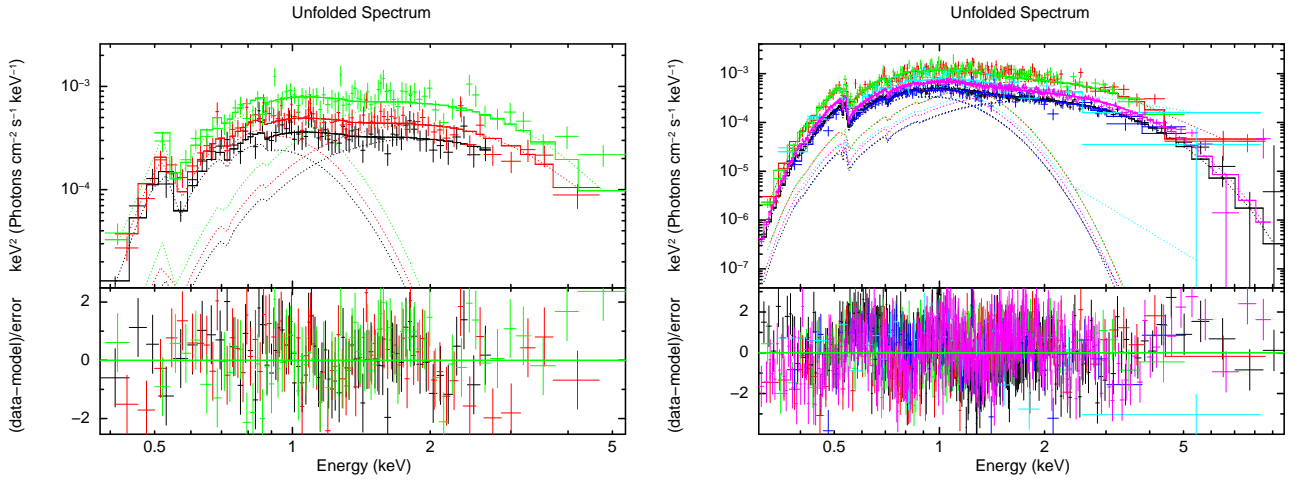 Unfolded Spectrum
keV² (Photons cm⁻² s⁻¹ keV⁻¹)
10⁻³
10⁻⁴
(data−model)/error
2
0
−2
0.5
1
2
5
Energy (keV)
Unfolded Spectrum
keV² (Photons cm⁻² s⁻¹ keV⁻¹)
10⁻³
10⁻⁴
10⁻⁵
10⁻⁶
10⁻⁷
(data−model)/error
2
0
−2
0.5
1
2
5
Energy (keV)